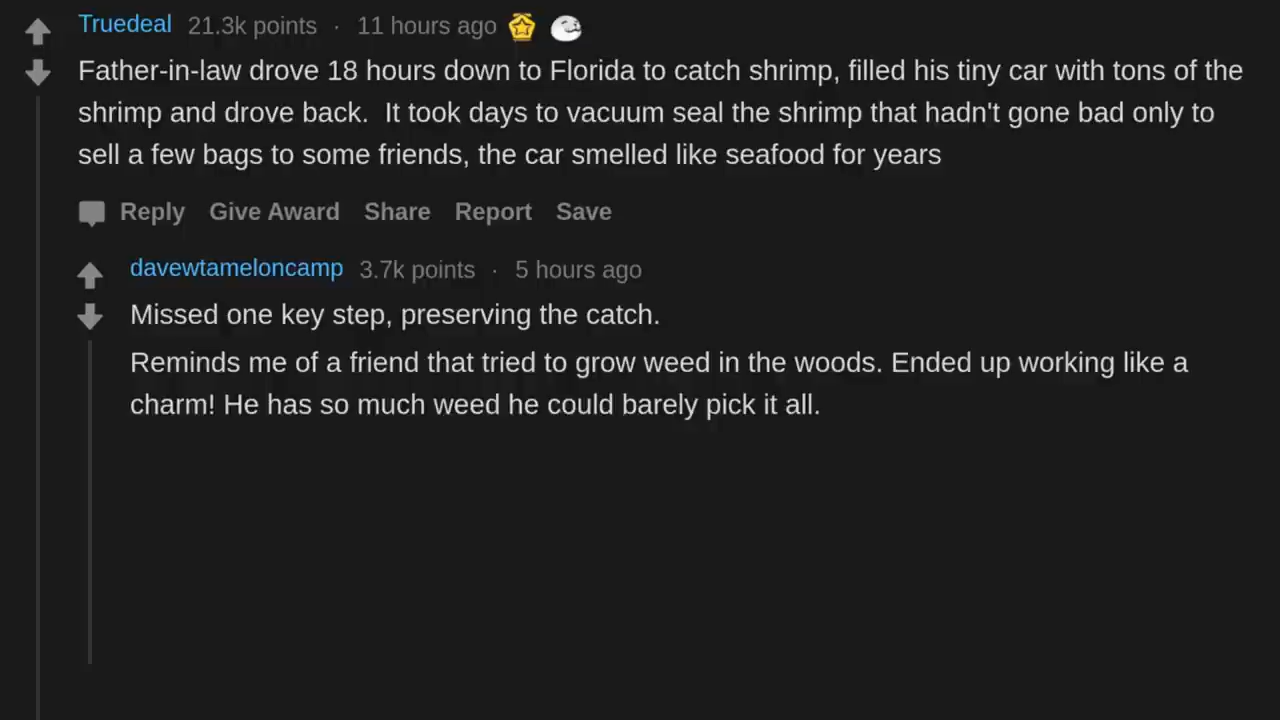 Truedeal 21.3k points · 11 hours ago
Father-in-law drove 18 hours down to Florida to catch shrimp, filled his tiny car with tons of the
shrimp and drove back.  It took days to vacuum seal the shrimp that hadn't gone bad only to
sell a few bags to some friends, the car smelled like seafood for years
Reply Give Award Share Report Save
davewtameloncamp 3.7k points · 5 hours ago
Missed one key step, preserving the catch.
Reminds me of a friend that tried to grow weed in the woods. Ended up working like a
charm! He has so much weed he could barely pick it all.